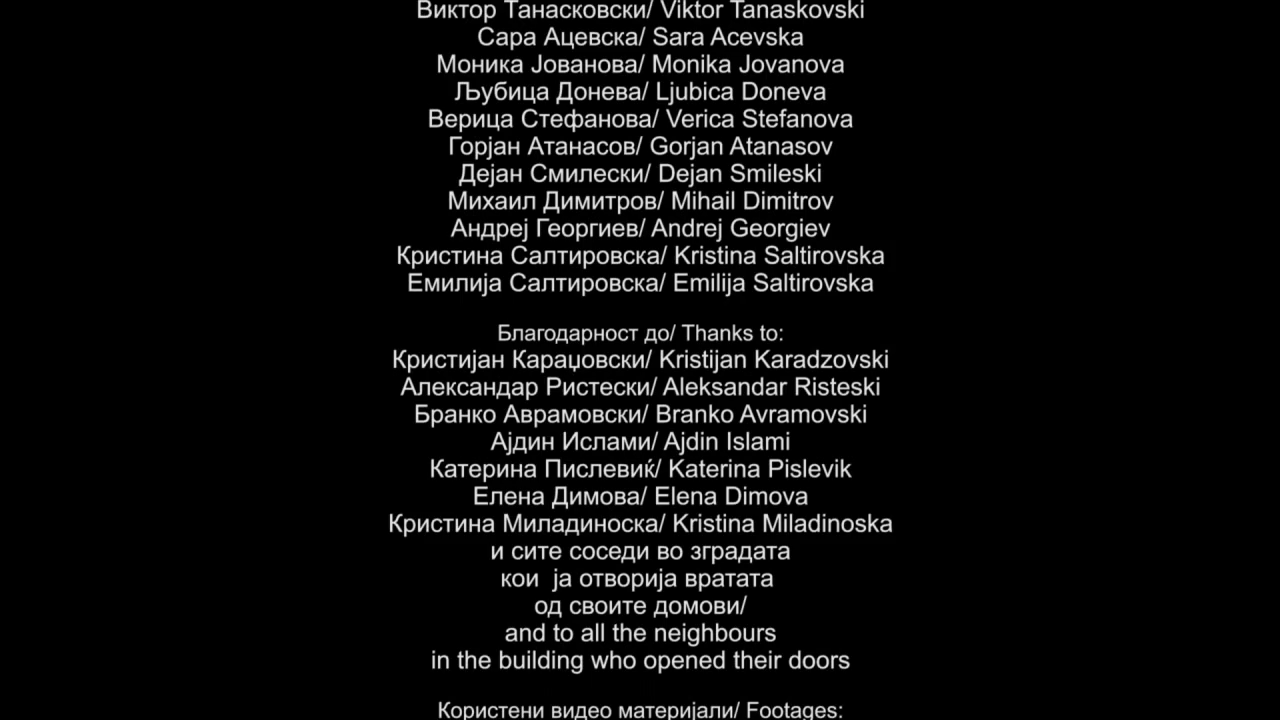 Виктор Танасковски/ Viktor Tanaskovski
Сара Ацевска/ Sara Acevska
Моника Јованова/ Monika Jovanova
Љубица Донева/ Ljubica Doneva
Верица Стефанова/ Verica Stefanova
Горјан Атанасов/ Gorjan Atanasov
Дејан Смилески/ Dejan Smileski
Михаил Димитров/ Mihail Dimitrov
Андреј Георгиев/ Andrej Georgiev
Кристина Салтировска/ Kristina Saltirovska
Емилија Салтировска/ Emilija Saltirovska
Благодарност до/ Thanks to:
Кристијан Караџовски/ Kristijan Karadzovski
Александар Ристески/ Aleksandar Risteski
Бранко Аврамовски/ Branko Avramovski
Ајдин Ислами/ Ajdin Islami
Катерина Пислевиќ/ Katerina Pislevik
Елена Димова/ Elena Dimova
Кристина Миладиноска/ Kristina Miladinoska
и сите соседи во зградата
кои  ја отворија вратата
од своите домови/
and to all the neighbours
in the building who opened their doors
Користени видео материјали/ Footages: